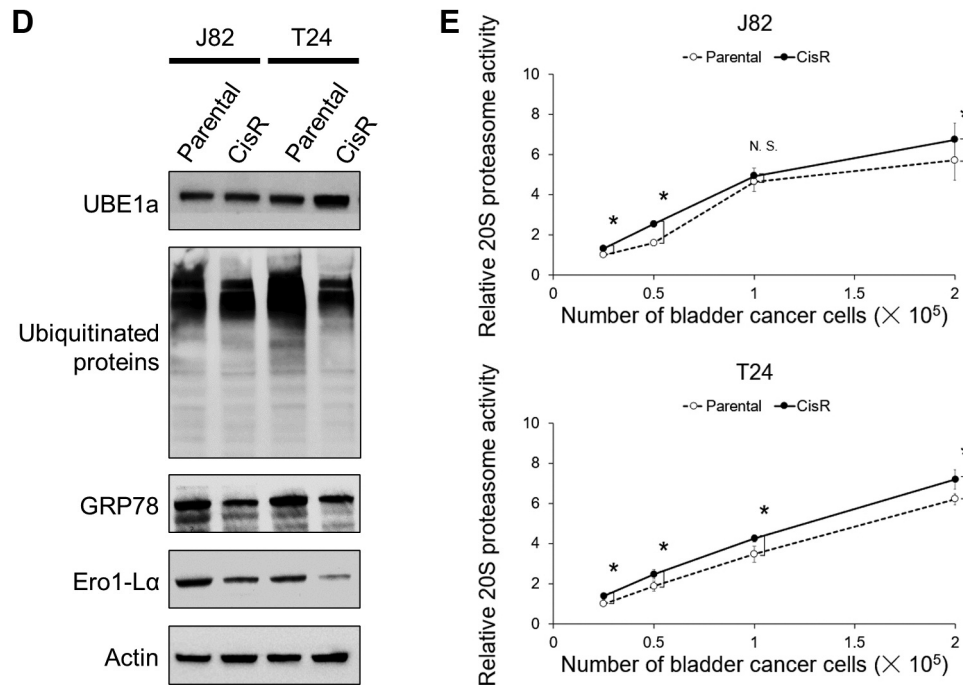 D
J82 T24
Parental CisR Parental CisR
UBE1a
Ubiquitinated
proteins
GRP78
Ero1-Lα
Actin
E
J82
Parental CisR
Relative 20S proteasome activity
10
8
6
4
2
0
* * N. S. *
0 0.5 1 1.5 2
Number of bladder cancer cells (× 10⁵)
T24
Parental CisR
Relative 20S proteasome activity
10
8
6
4
2
0
* * * *
0 0.5 1 1.5 2
Number of bladder cancer cells (× 10⁵)